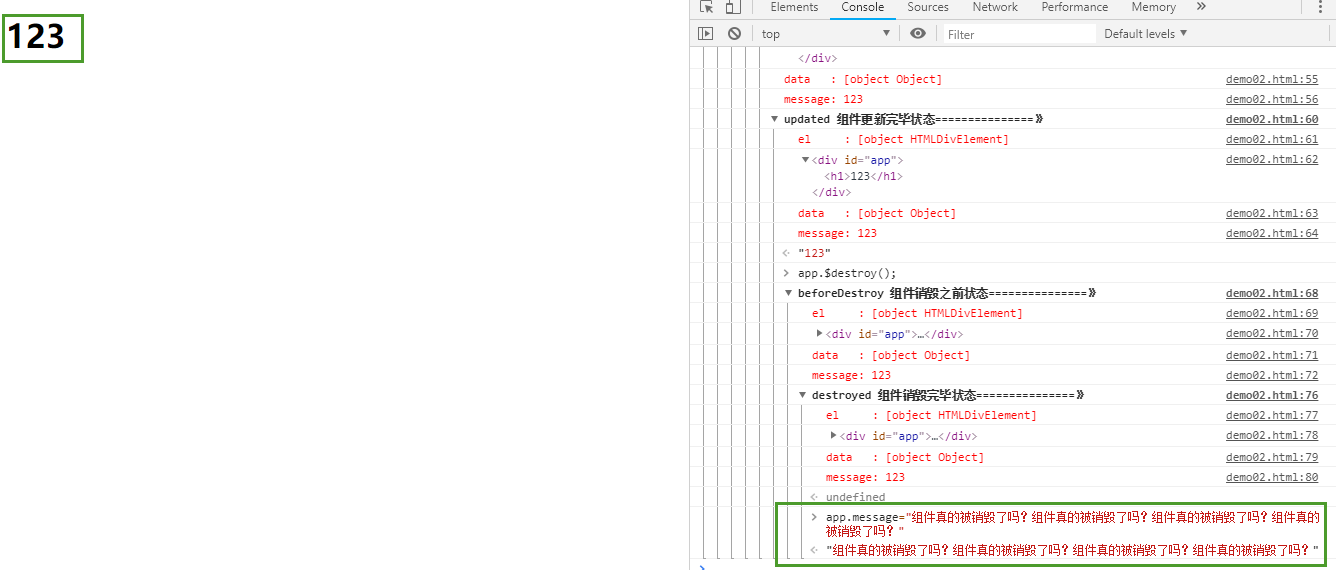 123
Elements Console Sources Network Performance Memory »
top Filter Default levels ▼
</div>
data : [object Object] demo02.html:55
message: 123 demo02.html:56
updated 组件更新完毕状态===============》 demo02.html:60
el : [object HTMLDivElement] demo02.html:61
<div id="app"> demo02.html:62
<h1>123</h1>
</div>
data : [object Object] demo02.html:63
message: 123 demo02.html:64
"123"
app.$destroy();
beforeDestroy 组件销毁之前状态===============》 demo02.html:68
el : [object HTMLDivElement] demo02.html:69
<div id="app">…</div> demo02.html:70
data : [object Object] demo02.html:71
message: 123 demo02.html:72
destroyed 组件销毁完毕状态===============》 demo02.html:76
el : [object HTMLDivElement] demo02.html:77
<div id="app">…</div> demo02.html:78
data : [object Object] demo02.html:79
message: 123 demo02.html:80
undefined
app.message="组件真的被销毁了吗？组件真的被销毁了吗？组件真的被销毁了吗？组件真的
被销毁了吗？"
"组件真的被销毁了吗？组件真的被销毁了吗？组件真的被销毁了吗？组件真的被销毁了吗？"